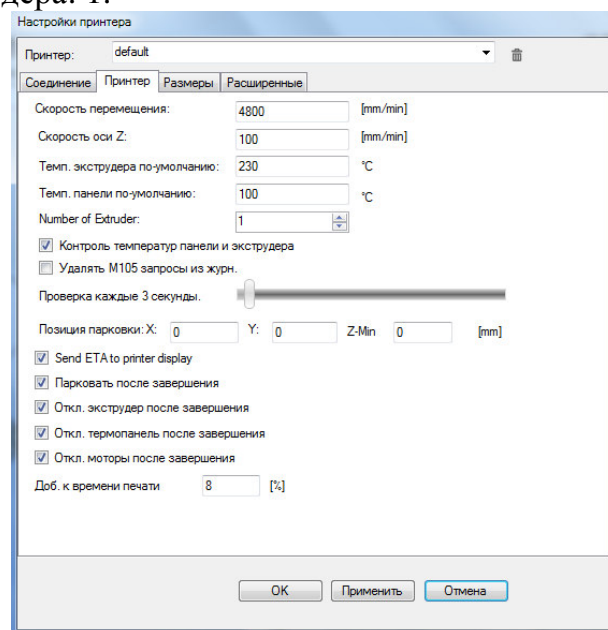 дера: 1.
Настройки принтера
Принтер: default
Соединение Принтер Размеры Расширенные
Скорость перемещения: 4800 [mm/min]
Скорость оси Z: 100 [mm/min]
Темп. экструдера по-умолчанию: 230 °C
Темп. панели по-умолчанию: 100 °C
Number of Extruder: 1
Контроль температур панели и экструдера
Удалять M105 запросы из журн.
Проверка каждые 3 секунды.
Позиция парковки: X: 0 Y: 0 Z-Min 0 [mm]
Send ETA to printer display
Парковать после завершения
Откл. экструдер после завершения
Откл. термопанель после завершения
Откл. моторы после завершения
Доб. к времени печати 8 [%]
OK Применить Отмена